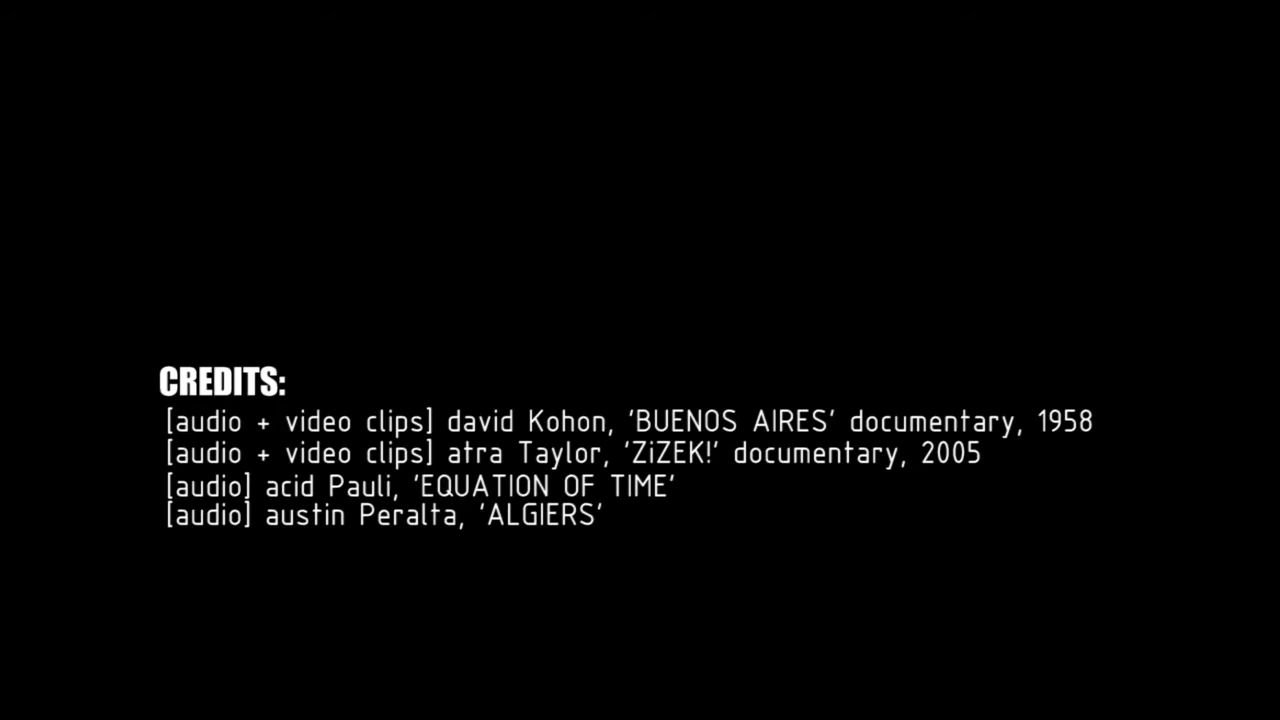 CREDITS:
[audio + video clips] david Kohon, 'BUENOS AIRES' documentary, 1958
[audio + video clips] atra Taylor, 'ZiZEK!' documentary, 2005
[audio] acid Pauli, 'EQUATION OF TIME'
[audio] austin Peralta, 'ALGIERS'